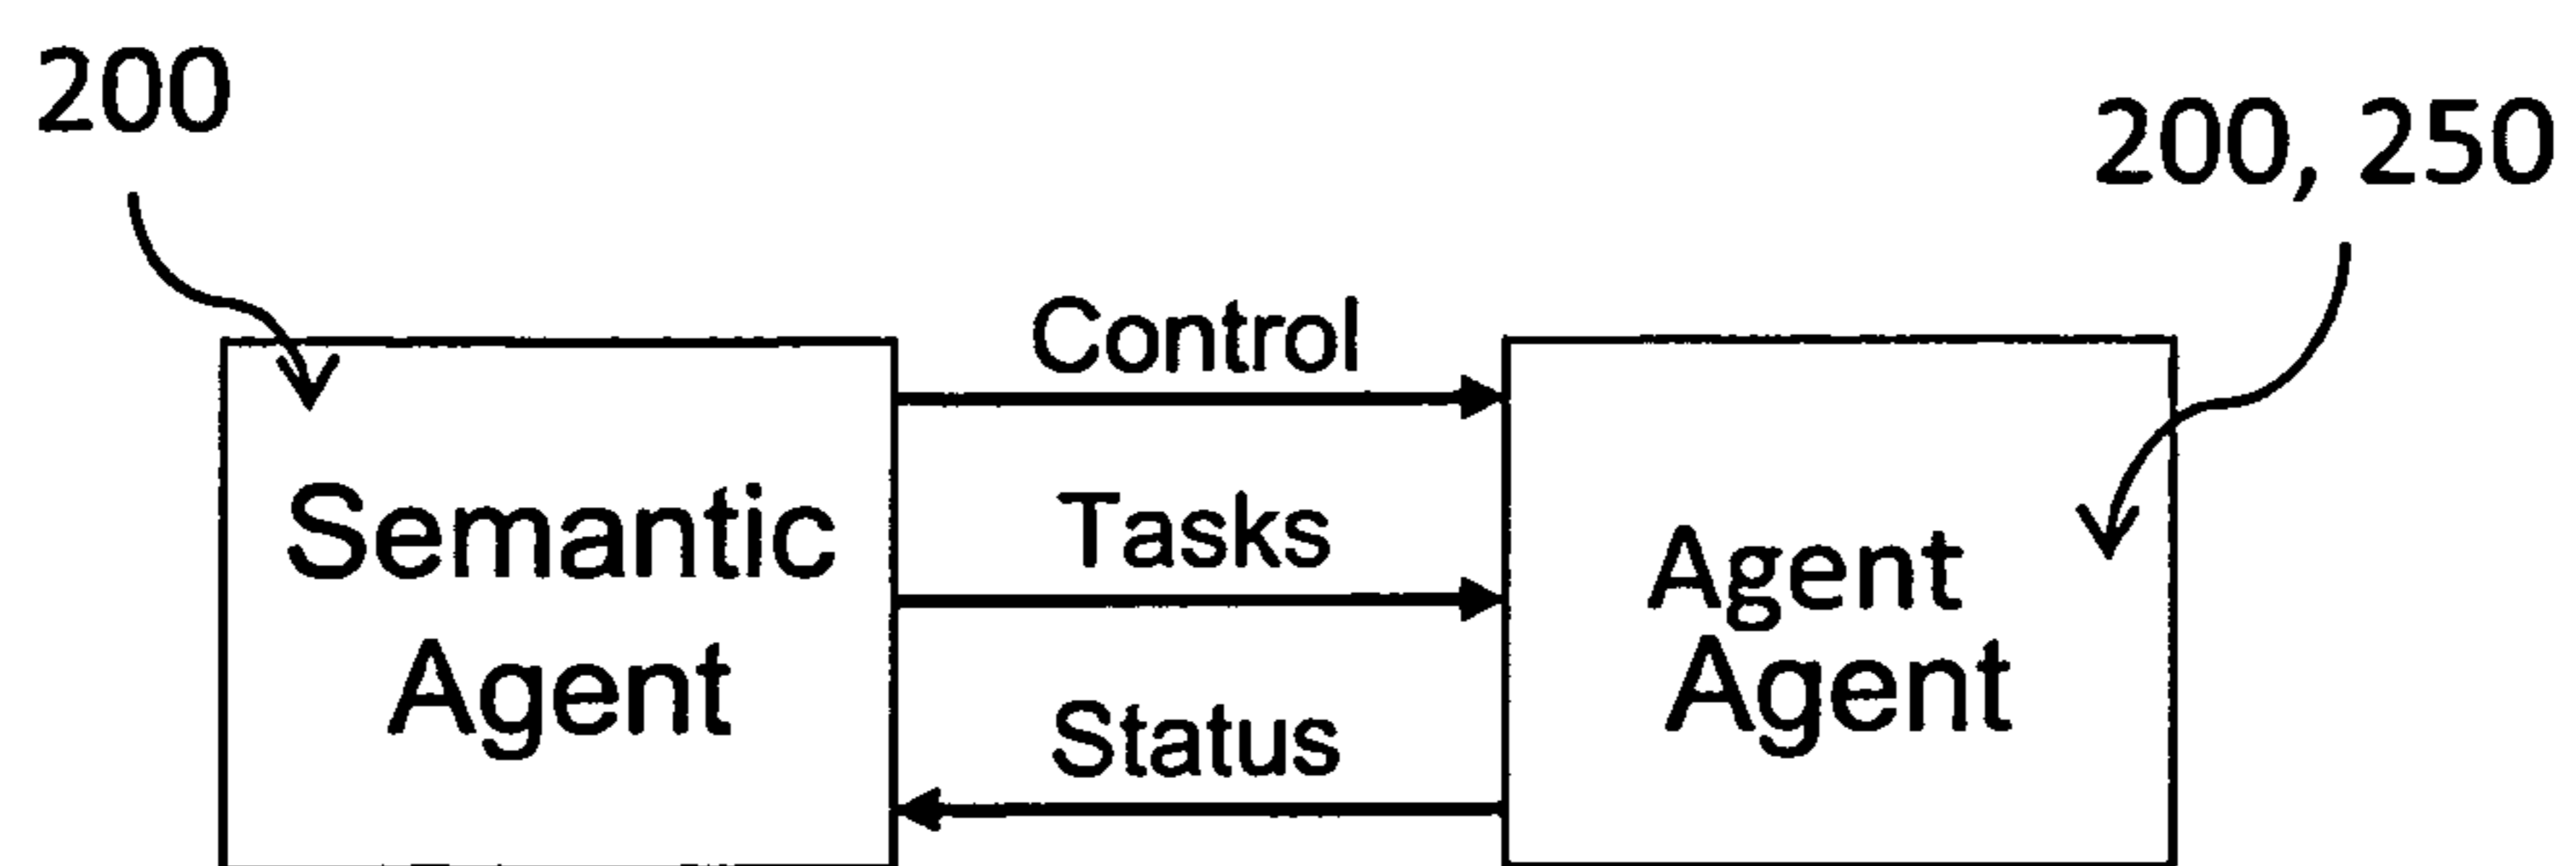 200
200, 250
Control
Semantic
Agent
Tasks
Agent
Agent
Status